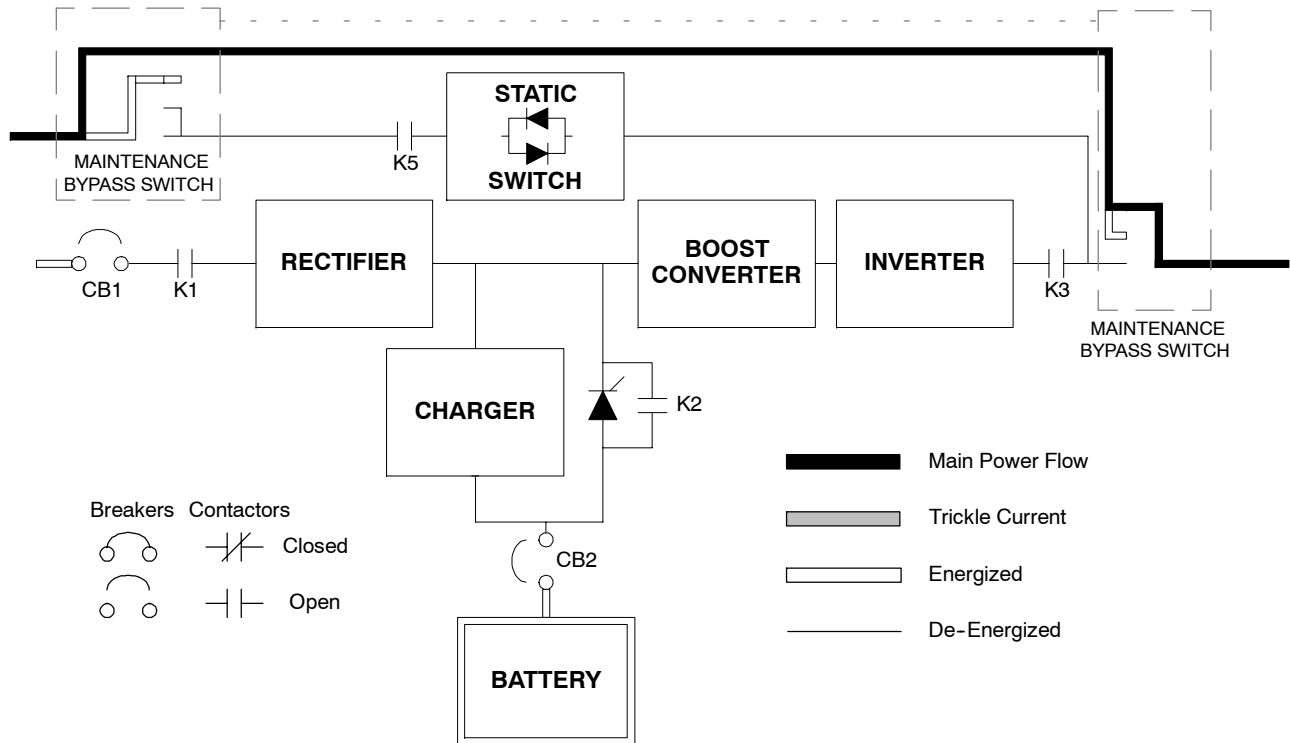 STATIC
SWITCH
K5
MAINTENANCE
BYPASS SWITCH
RECTIFIER
BOOST
CONVERTER
INVERTER
CB1
K1
K3
MAINTENANCE
BYPASS SWITCH
CHARGER
K2
Main Power Flow
Trickle Current
Energized
De-Energized
Breakers Contactors
Closed
Open
CB2
BATTERY